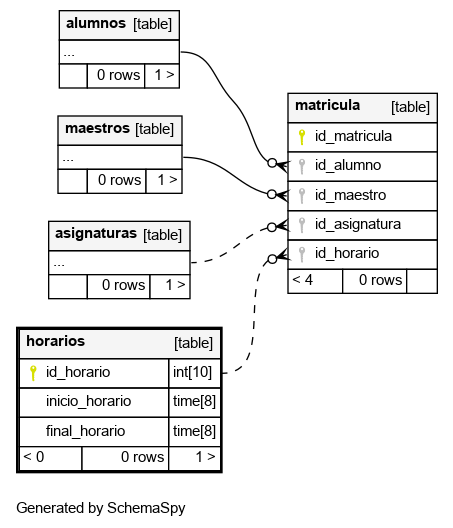 alumnos [table]
...
0 rows 1 >
maestros [table]
...
0 rows 1 >
asignaturas [table]
...
0 rows 1 >
horarios [table]
id_horario int[10]
inicio_horario time[8]
final_horario time[8]
< 0 0 rows 1 >
matricula [table]
id_matricula
id_alumno
id_maestro
id_asignatura
id_horario
< 4 0 rows
Generated by SchemaSpy